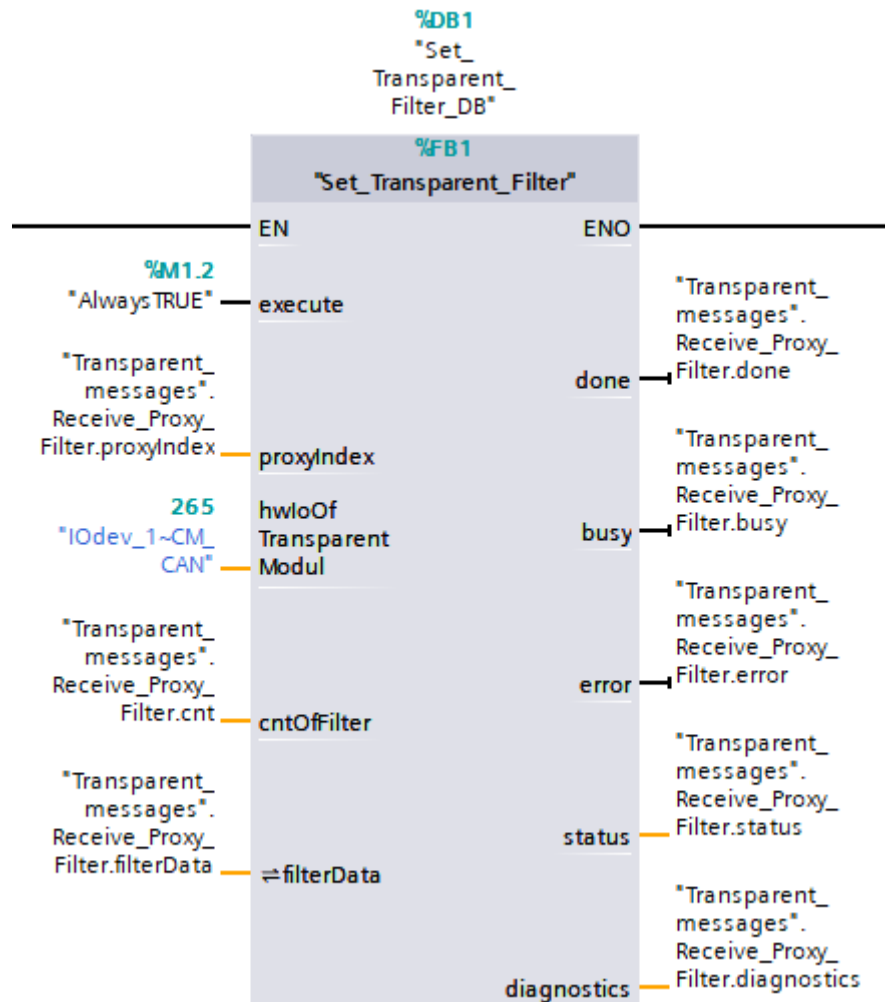 %DB1
"Set_
Transparent_
Filter_DB"
%FB1
"Set_Transparent_Filter"
EN
ENO
%M1.2
"AlwaysTRUE"
execute
"Transparent_
messages".
Receive_Proxy_
Filter.done
done
"Transparent_
messages".
Receive_Proxy_
Filter.proxyIndex
proxyIndex
"Transparent_
messages".
Receive_Proxy_
Filter.busy
busy
265
"IOdev_1~CM_
CAN"
hwIoOf
Transparent
Modul
"Transparent_
messages".
Receive_Proxy_
Filter.error
error
"Transparent_
messages".
Receive_Proxy_
Filter.cnt
cntOfFilter
"Transparent_
messages".
Receive_Proxy_
Filter.status
status
"Transparent_
messages".
Receive_Proxy_
Filter.filterData
⇌filterData
"Transparent_
messages".
Receive_Proxy_
Filter.diagnostics
diagnostics